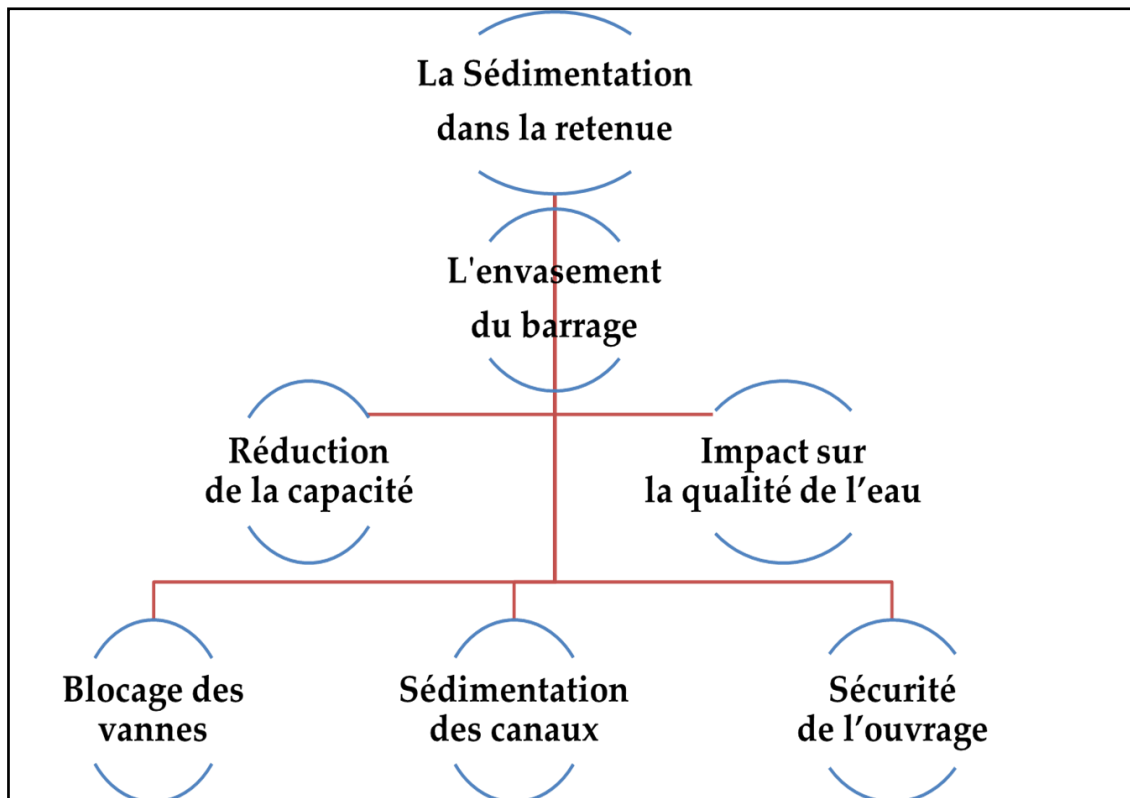 La Sédimentation
dans la retenue
L'envasement
du barrage
Réduction
de la capacité
Impact sur
la qualité de l’eau
Blocage des
vannes
Sédimentation
des canaux
Sécurité
de l’ouvrage